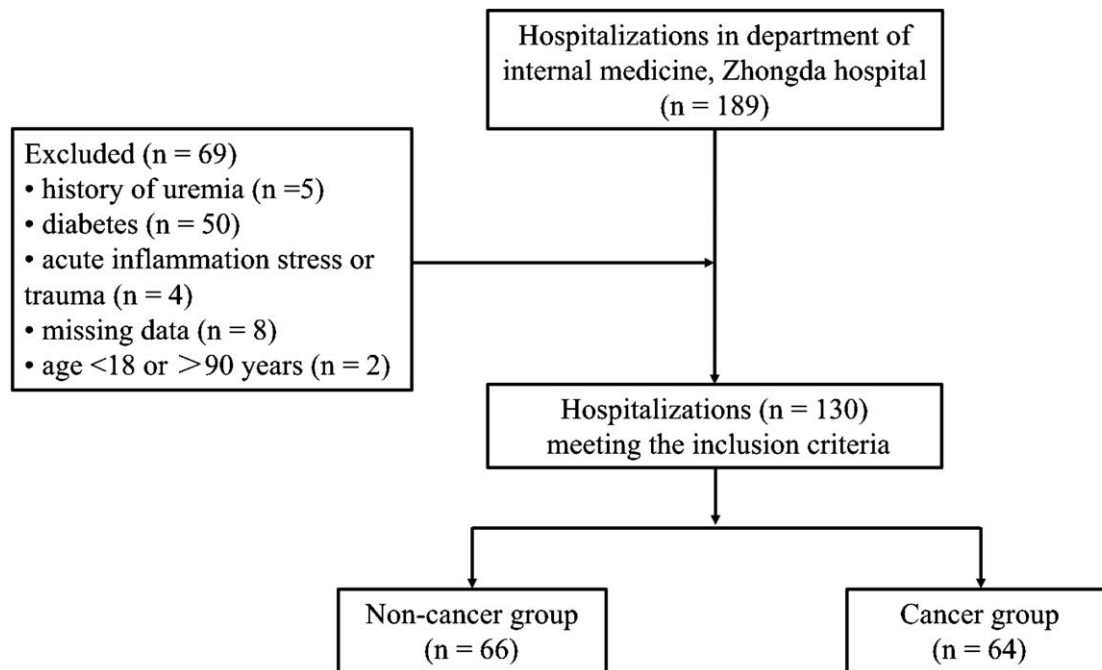 Hospitalizations in department of
internal medicine, Zhongda hospital
(n = 189)
Excluded (n = 69)
• history of uremia (n =5)
• diabetes (n = 50)
• acute inflammation stress or
trauma (n = 4)
• missing data (n = 8)
• age <18 or ＞90 years (n = 2)
Hospitalizations (n = 130)
meeting the inclusion criteria
Non-cancer group
(n = 66)
Cancer group
(n = 64)